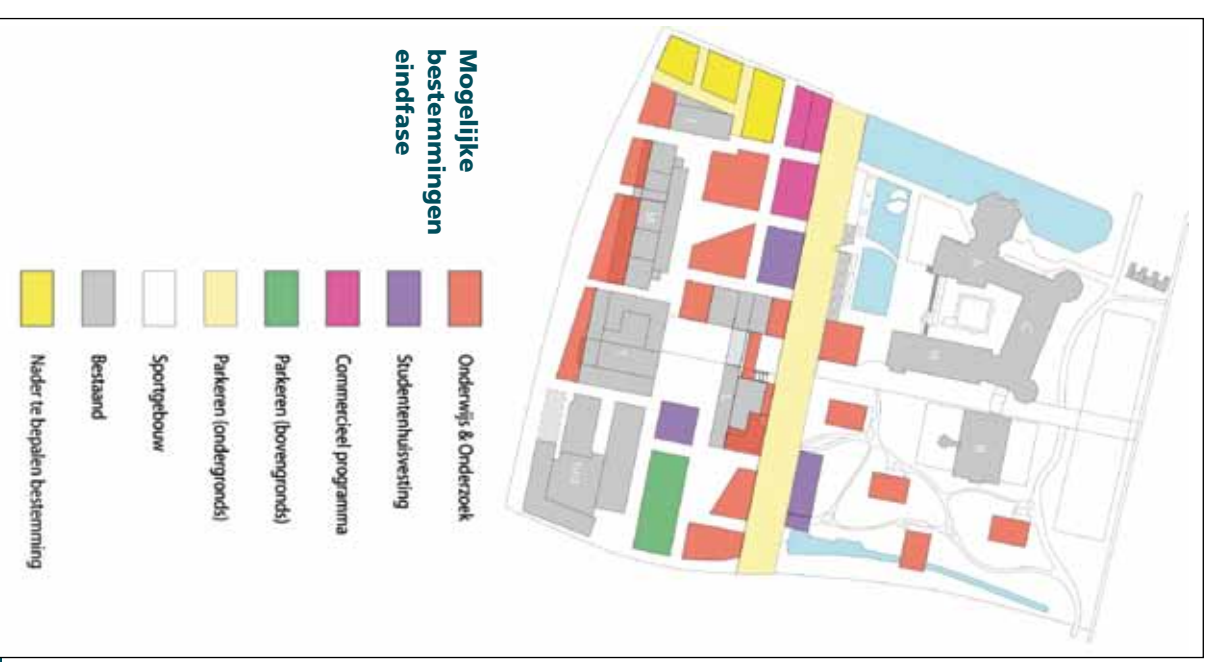 Mogelijke
bestemmingen
eindfase
Onderwijs & Onderzoek
Studentenhuisvesting
Commercieel programma
Parkeren (bovengronds)
Parkeren (ondergronds)
Sportgebouw
Bestaand
Nader te bepalen bestemming